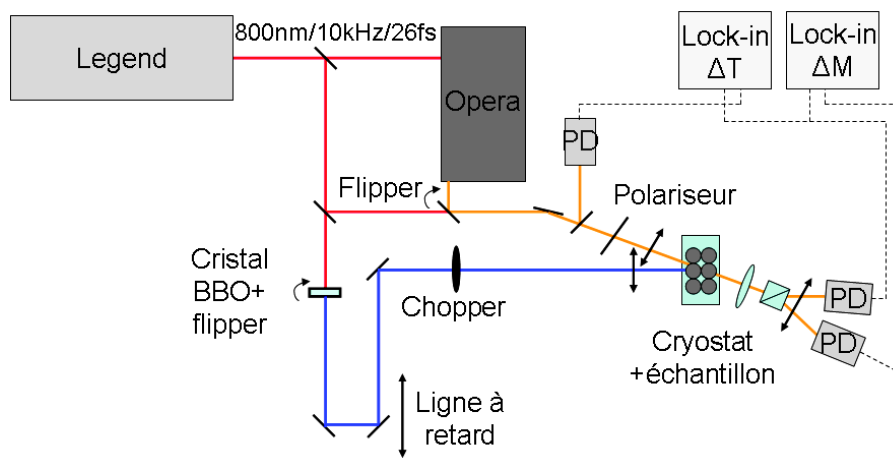 800nm/10kHz/26fs
Legend
Opera
Lock-in
ΔT
Lock-in
ΔM
PD
Flipper
Polariseur
Cristal
BBO+
flipper
Chopper
PD
PD
Cryostat
+échantillon
Ligne à
retard